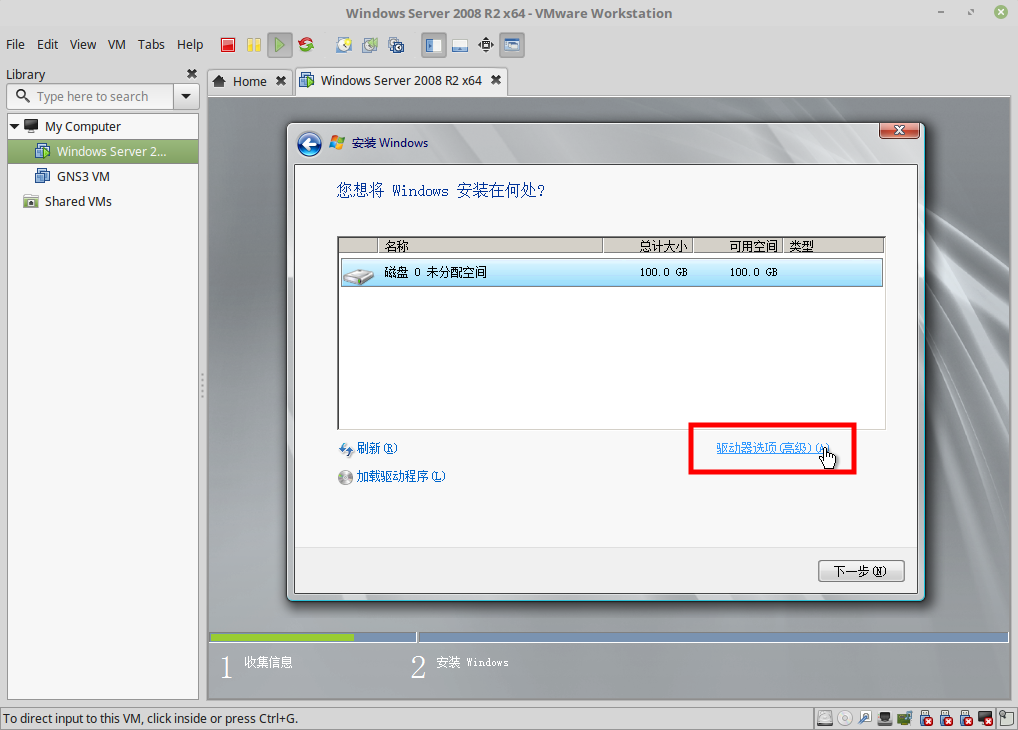 Windows Server 2008 R2 x64 - VMware Workstation
File Edit View VM Tabs Help
Library
Type here to search
My Computer
Windows Server 2...
GNS3 VM
Shared VMs
Home
Windows Server 2008 R2 x64
安装 Windows
您想将 Windows 安装在何处?
名称 总计大小 可用空间 类型
磁盘 0 未分配空间 100.0 GB 100.0 GB
刷新(R)
驱动器选项(高级)(A)
加载驱动程序(L)
下一步(N)
1 收集信息
2 安装 Windows
To direct input to this VM, click inside or press Ctrl+G.